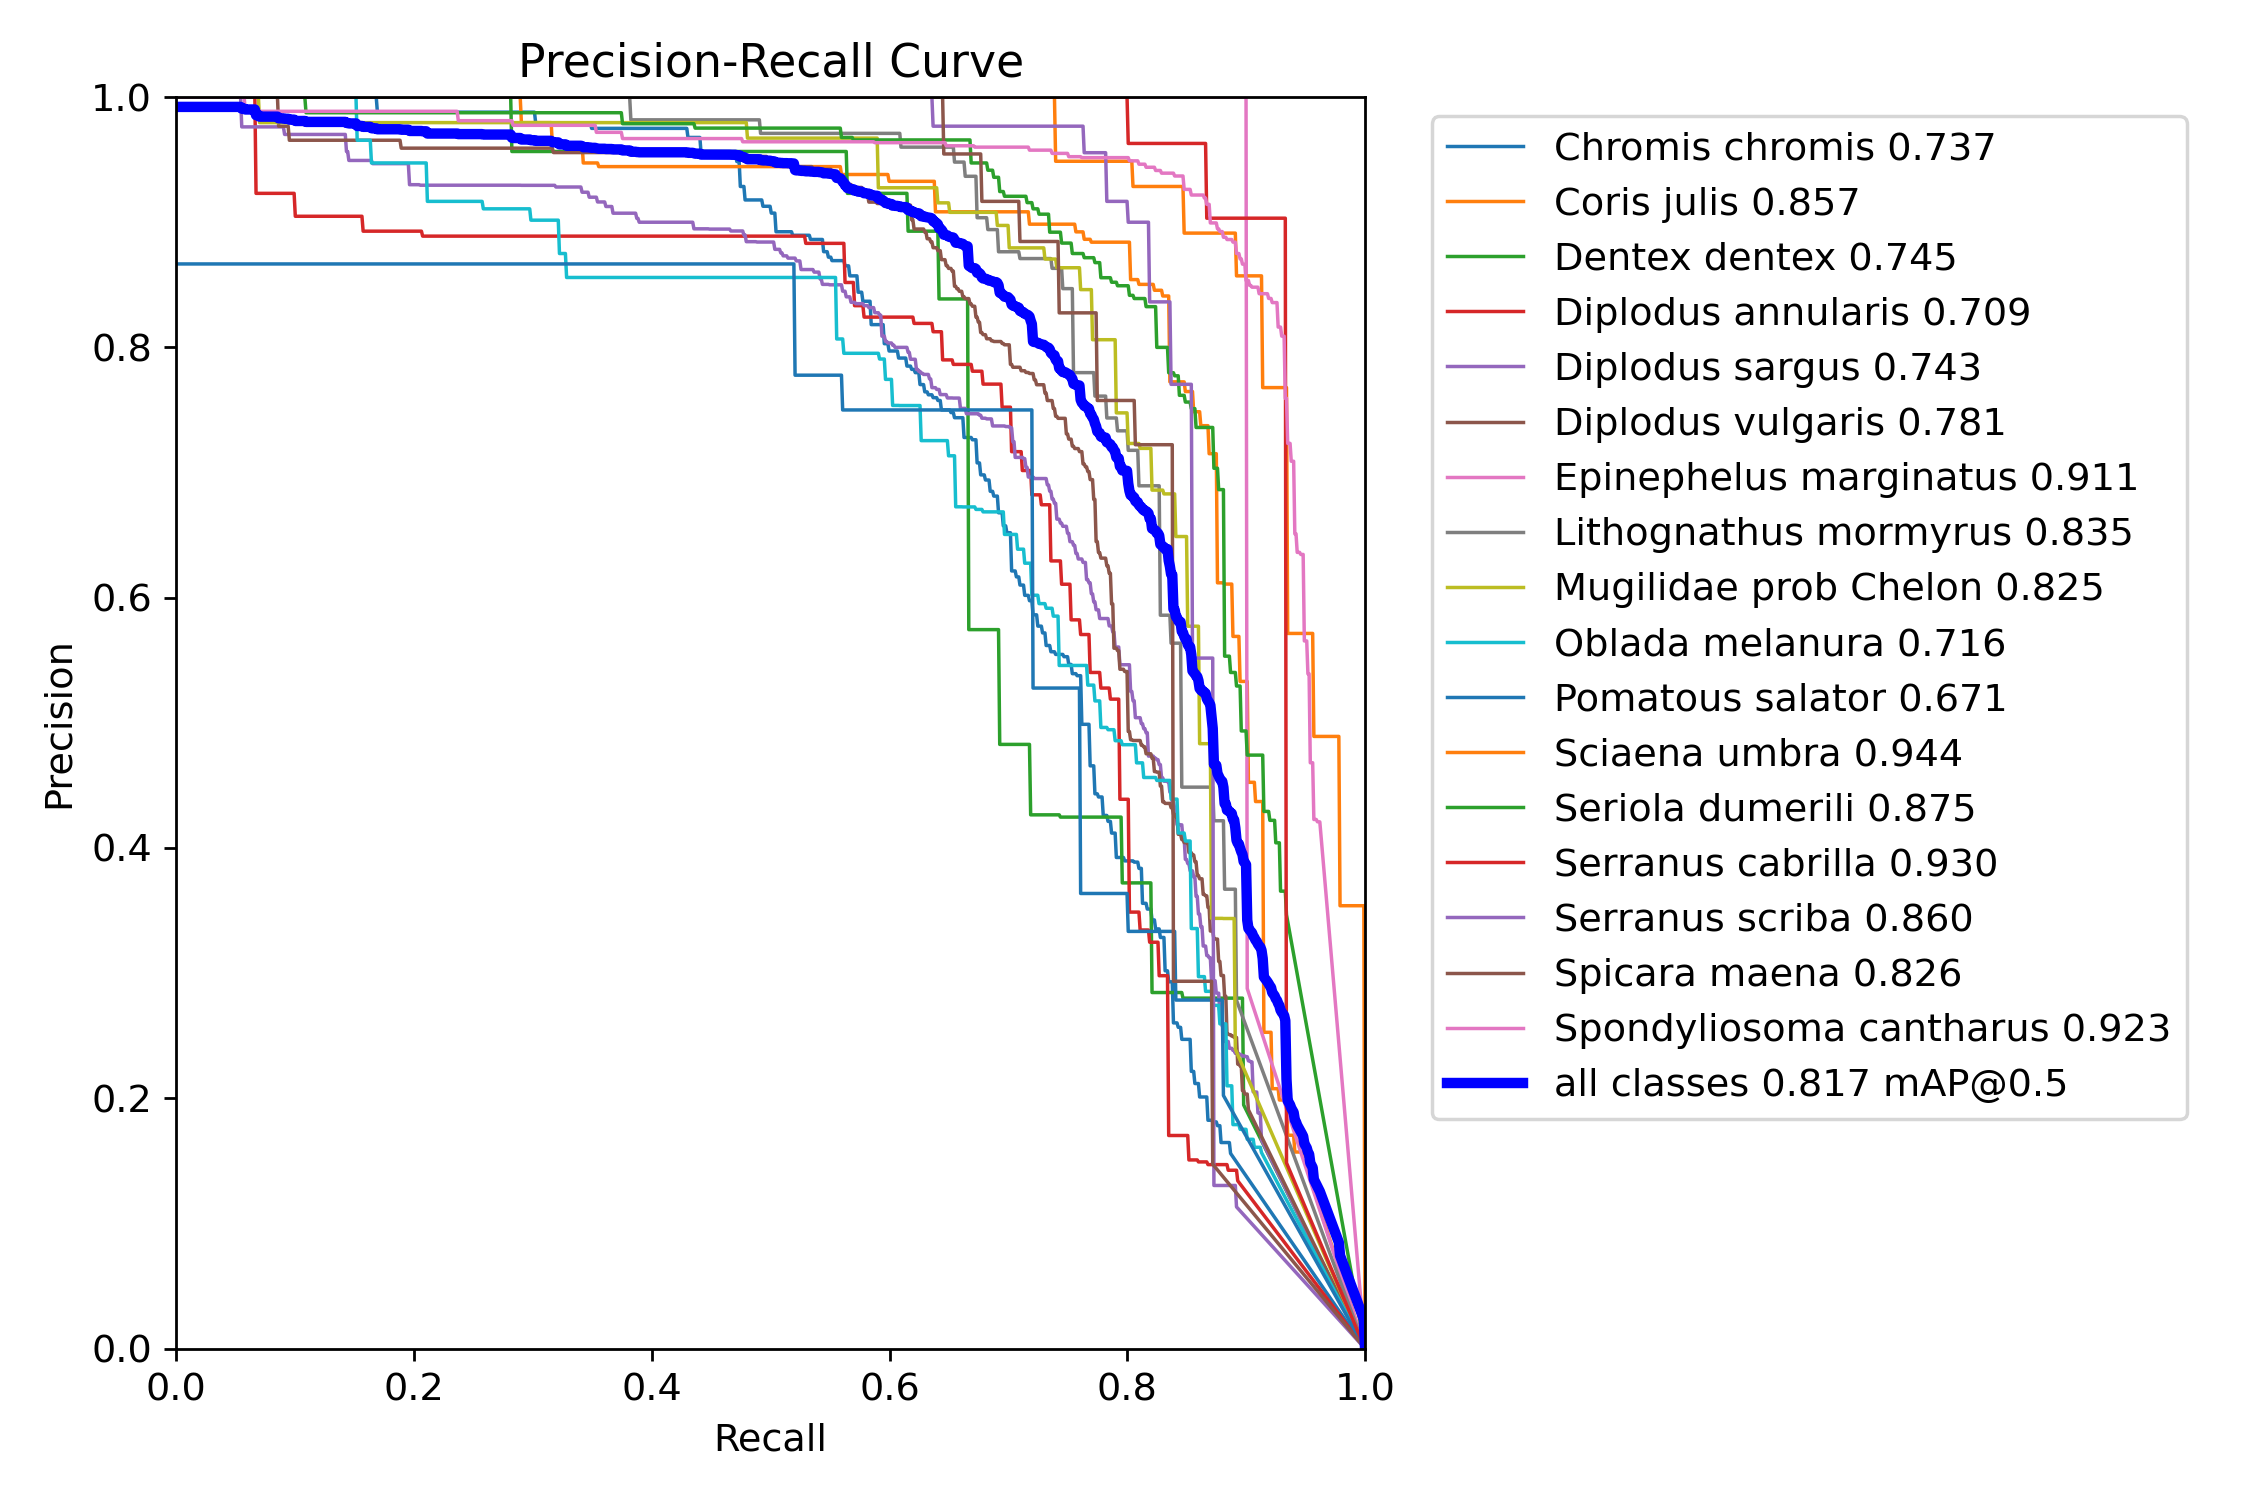 Precision-Recall Curve
1.0
0.8
0.6
0.4
0.2
0.0
Precision
0.0 0.2 0.4 0.6 0.8 1.0
Recall
Chromis chromis 0.737
Coris julis 0.857
Dentex dentex 0.745
Diplodus annularis 0.709
Diplodus sargus 0.743
Diplodus vulgaris 0.781
Epinephelus marginatus 0.911
Lithognathus mormyrus 0.835
Mugilidae prob Chelon 0.825
Oblada melanura 0.716
Pomatous salator 0.671
Sciaena umbra 0.944
Seriola dumerili 0.875
Serranus cabrilla 0.930
Serranus scriba 0.860
Spicara maena 0.826
Spondyliosoma cantharus 0.923
all classes 0.817 mAP@0.5